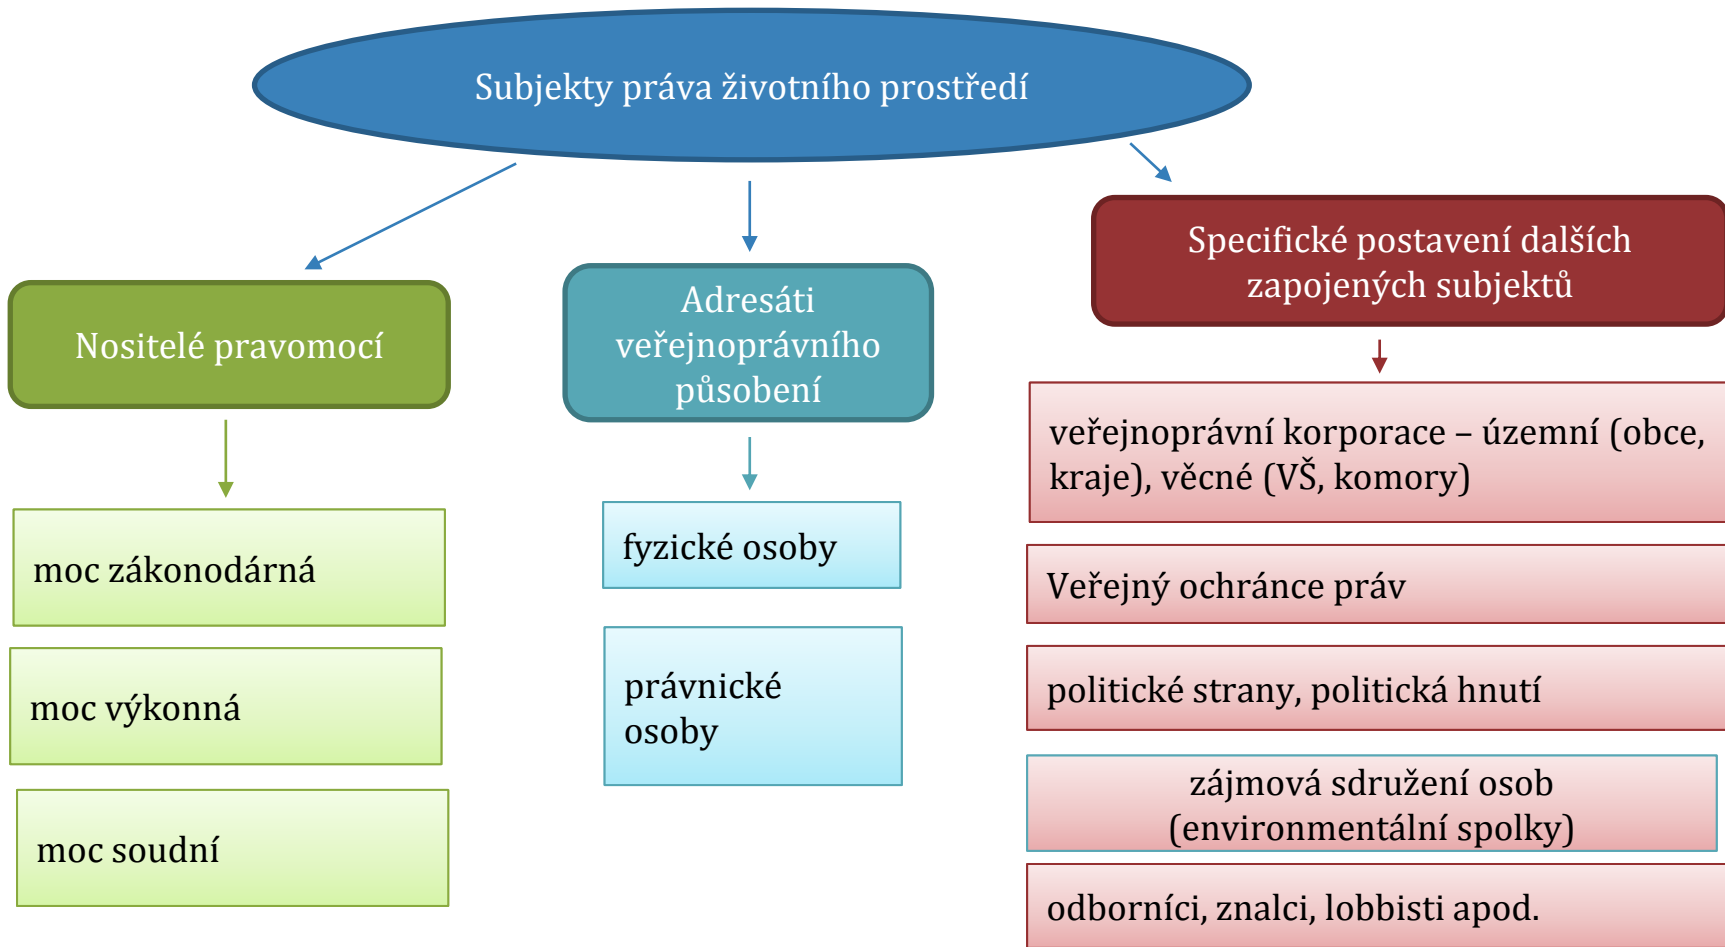 Subjekty práva životního prostředí
Nositelé pravomocí
moc zákonodárná
moc výkonná
moc soudní
Adresáti
veřejnoprávního
působení
fyzické osoby
právnické
osoby
Specifické postavení dalších
zapojených subjektů
veřejnoprávní korporace – územní (obce,
kraje), věcné (VŠ, komory)
Veřejný ochránce práv
politické strany, politická hnutí
zájmová sdružení osob
(environmentální spolky)
odborníci, znalci, lobbisti apod.